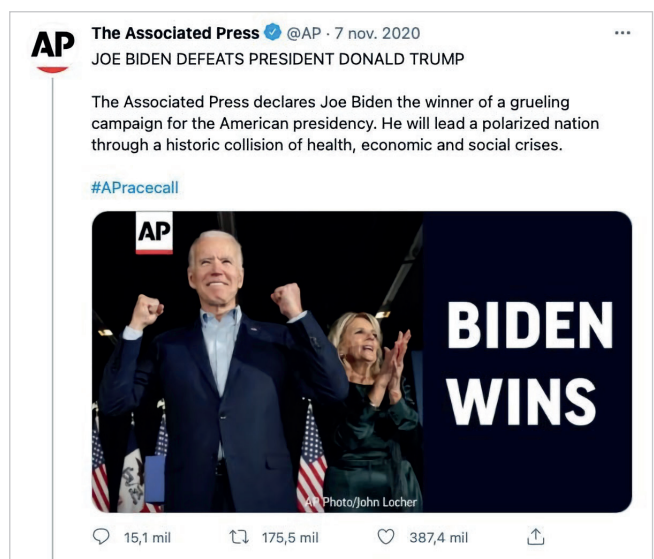 AP
The Associated Press @AP · 7 nov. 2020
JOE BIDEN DEFEATS PRESIDENT DONALD TRUMP
The Associated Press declares Joe Biden the winner of a grueling
campaign for the American presidency. He will lead a polarized nation
through a historic collision of health, economic and social crises.
#APracecall
AP
BIDEN
WINS
AP Photo/John Locher
15,1 mil 175,5 mil 387,4 mil